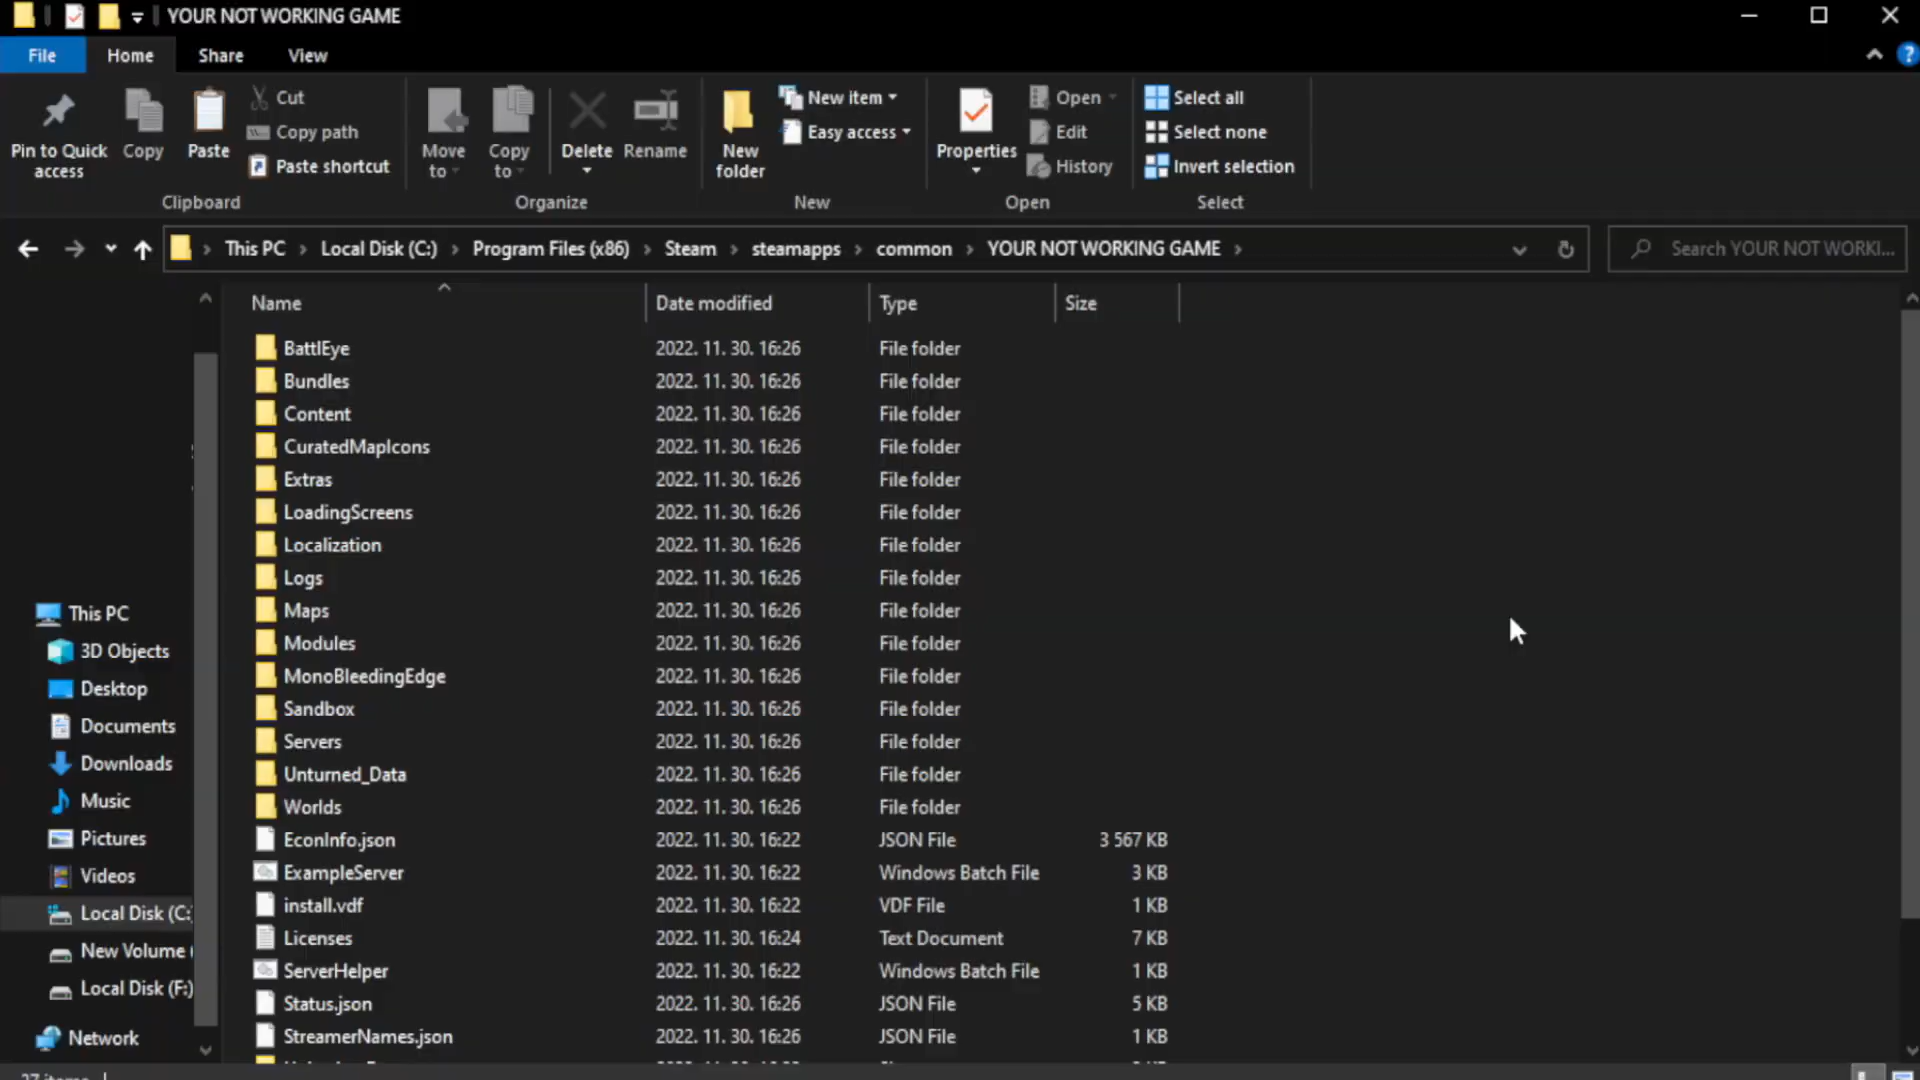 YOUR NOT WORKING GAME
File Home Share View
Pin to Quick access
Copy
Paste
Cut
Copy path
Paste shortcut
Move to
Copy to
Delete
Rename
New folder
New item
Easy access
Properties
Open
Edit
History
Select all
Select none
Invert selection
Clipboard Organize New Open Select
This PC Local Disk (C:) Program Files (x86) Steam steamapps common YOUR NOT WORKING GAME
Search YOUR NOT WORKI...
Name Date modified Type Size
BattlEye 2022. 11. 30. 16:26 File folder
Bundles 2022. 11. 30. 16:26 File folder
Content 2022. 11. 30. 16:26 File folder
CuratedMapIcons 2022. 11. 30. 16:26 File folder
Extras 2022. 11. 30. 16:26 File folder
LoadingScreens 2022. 11. 30. 16:26 File folder
Localization 2022. 11. 30. 16:26 File folder
Logs 2022. 11. 30. 16:26 File folder
Maps 2022. 11. 30. 16:26 File folder
Modules 2022. 11. 30. 16:26 File folder
MonoBleedingEdge 2022. 11. 30. 16:26 File folder
Sandbox 2022. 11. 30. 16:26 File folder
Servers 2022. 11. 30. 16:26 File folder
Unturned_Data 2022. 11. 30. 16:26 File folder
Worlds 2022. 11. 30. 16:26 File folder
EconInfo.json 2022. 11. 30. 16:22 JSON File 3 567 KB
ExampleServer 2022. 11. 30. 16:22 Windows Batch File 3 KB
install.vdf 2022. 11. 30. 16:22 VDF File 1 KB
Licenses 2022. 11. 30. 16:24 Text Document 7 KB
ServerHelper 2022. 11. 30. 16:22 Windows Batch File 1 KB
Status.json 2022. 11. 30. 16:26 JSON File 5 KB
StreamerNames.json 2022. 11. 30. 16:26 JSON File 1 KB
This PC
3D Objects
Desktop
Documents
Downloads
Music
Pictures
Videos
Local Disk (C:
New Volume (
Local Disk (F:)
Network